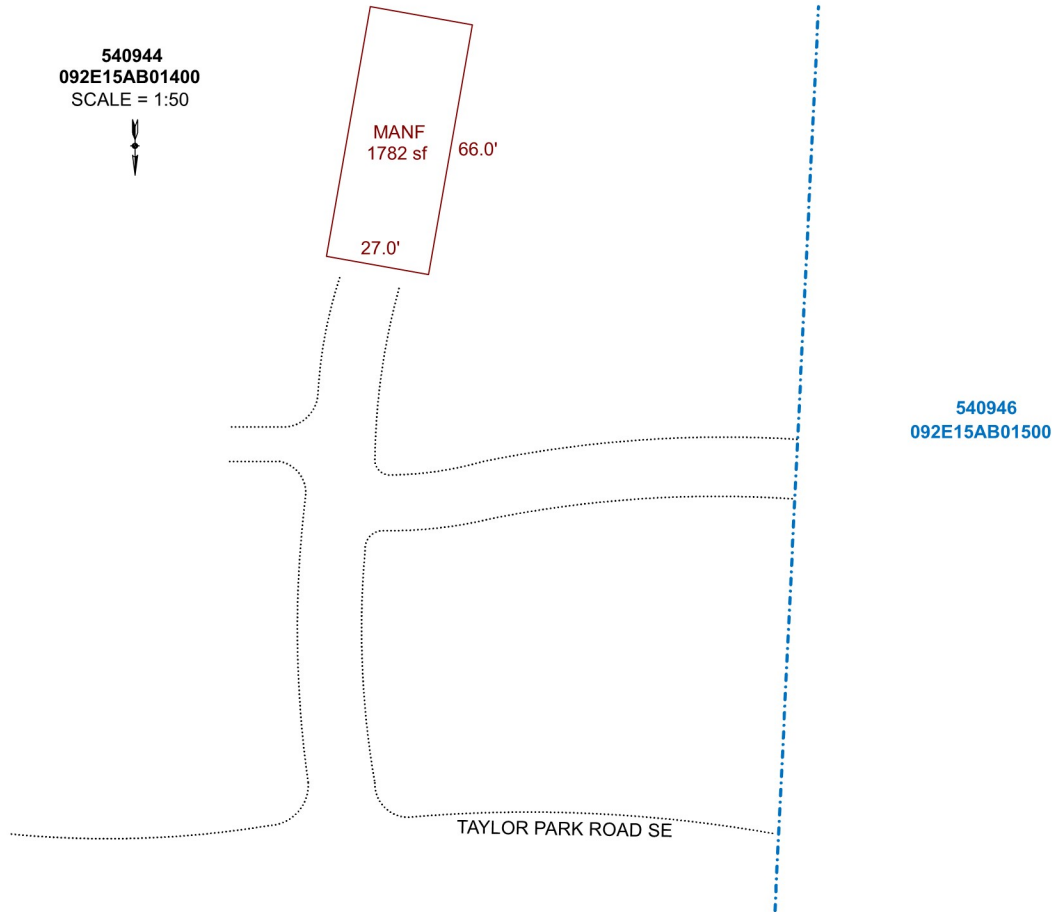 540944
092E15AB01400
SCALE = 1:50
MANF
1782 sf
66.0'
27.0'
540946
092E15AB01500
TAYLOR PARK ROAD SE